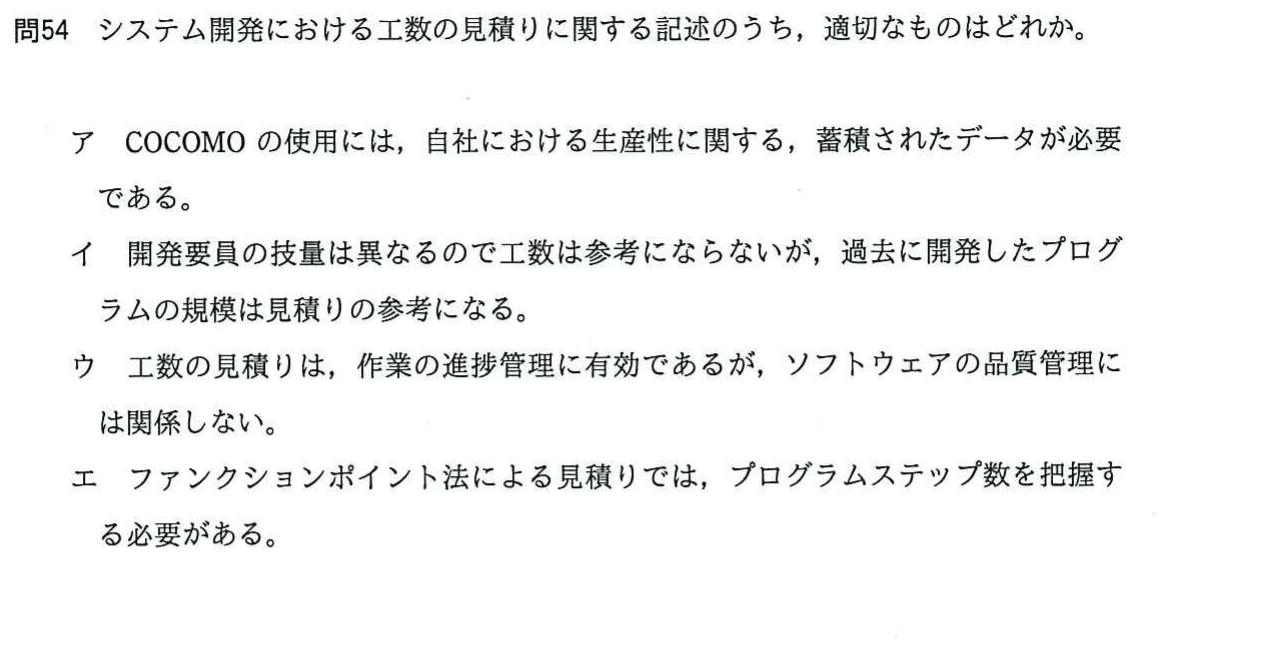 問54 システム開発における工数の見積りに関する記述のうち，適切なものはどれか。
ア COCOMO の使用には，自社における生産性に関する，蓄積されたデータが必要
である。
イ 開発要員の技量は異なるので工数は参考にならないが，過去に開発したプログ
ラムの規模は見積りの参考になる。
ウ 工数の見積りは，作業の進捗管理に有効であるが，ソフトウェアの品質管理に
は関係しない。
エ ファンクションポイント法による見積りでは，プログラムステップ数を把握す
る必要がある。